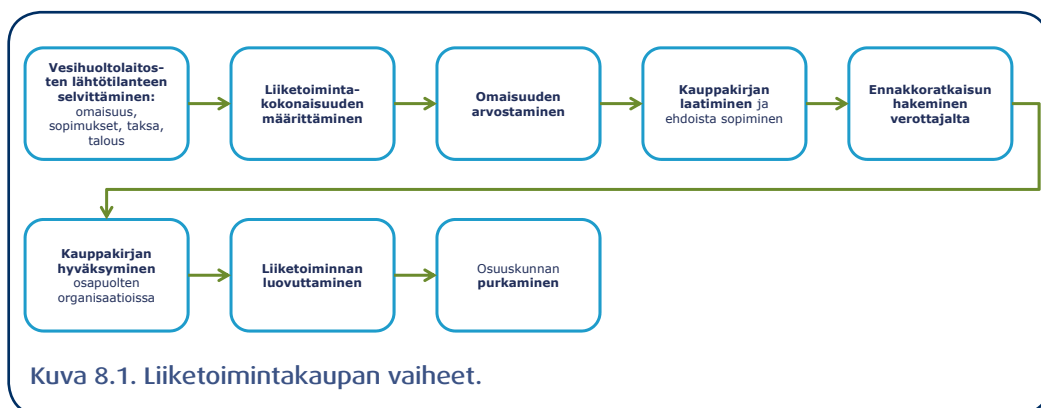 Vesihuoltolaitos-
ten lähtötilanteen
selvittäminen:
omaisuus,
sopimukset, taksa,
talous
Liiketoiminta-
kokonaisuuden
määrittäminen
Omaisuuden
arvostaminen
Kauppakirjan
laatiminen ja
ehdoista sopiminen
Ennakkoratkaisun
hakeminen
verottajalta
Kauppakirjan
hyväksyminen
osapuolten
organisaatioissa
Liiketoiminnan
luovuttaminen
Osuuskunnan
purkaminen
Kuva 8.1. Liiketoimintakaupan vaiheet.